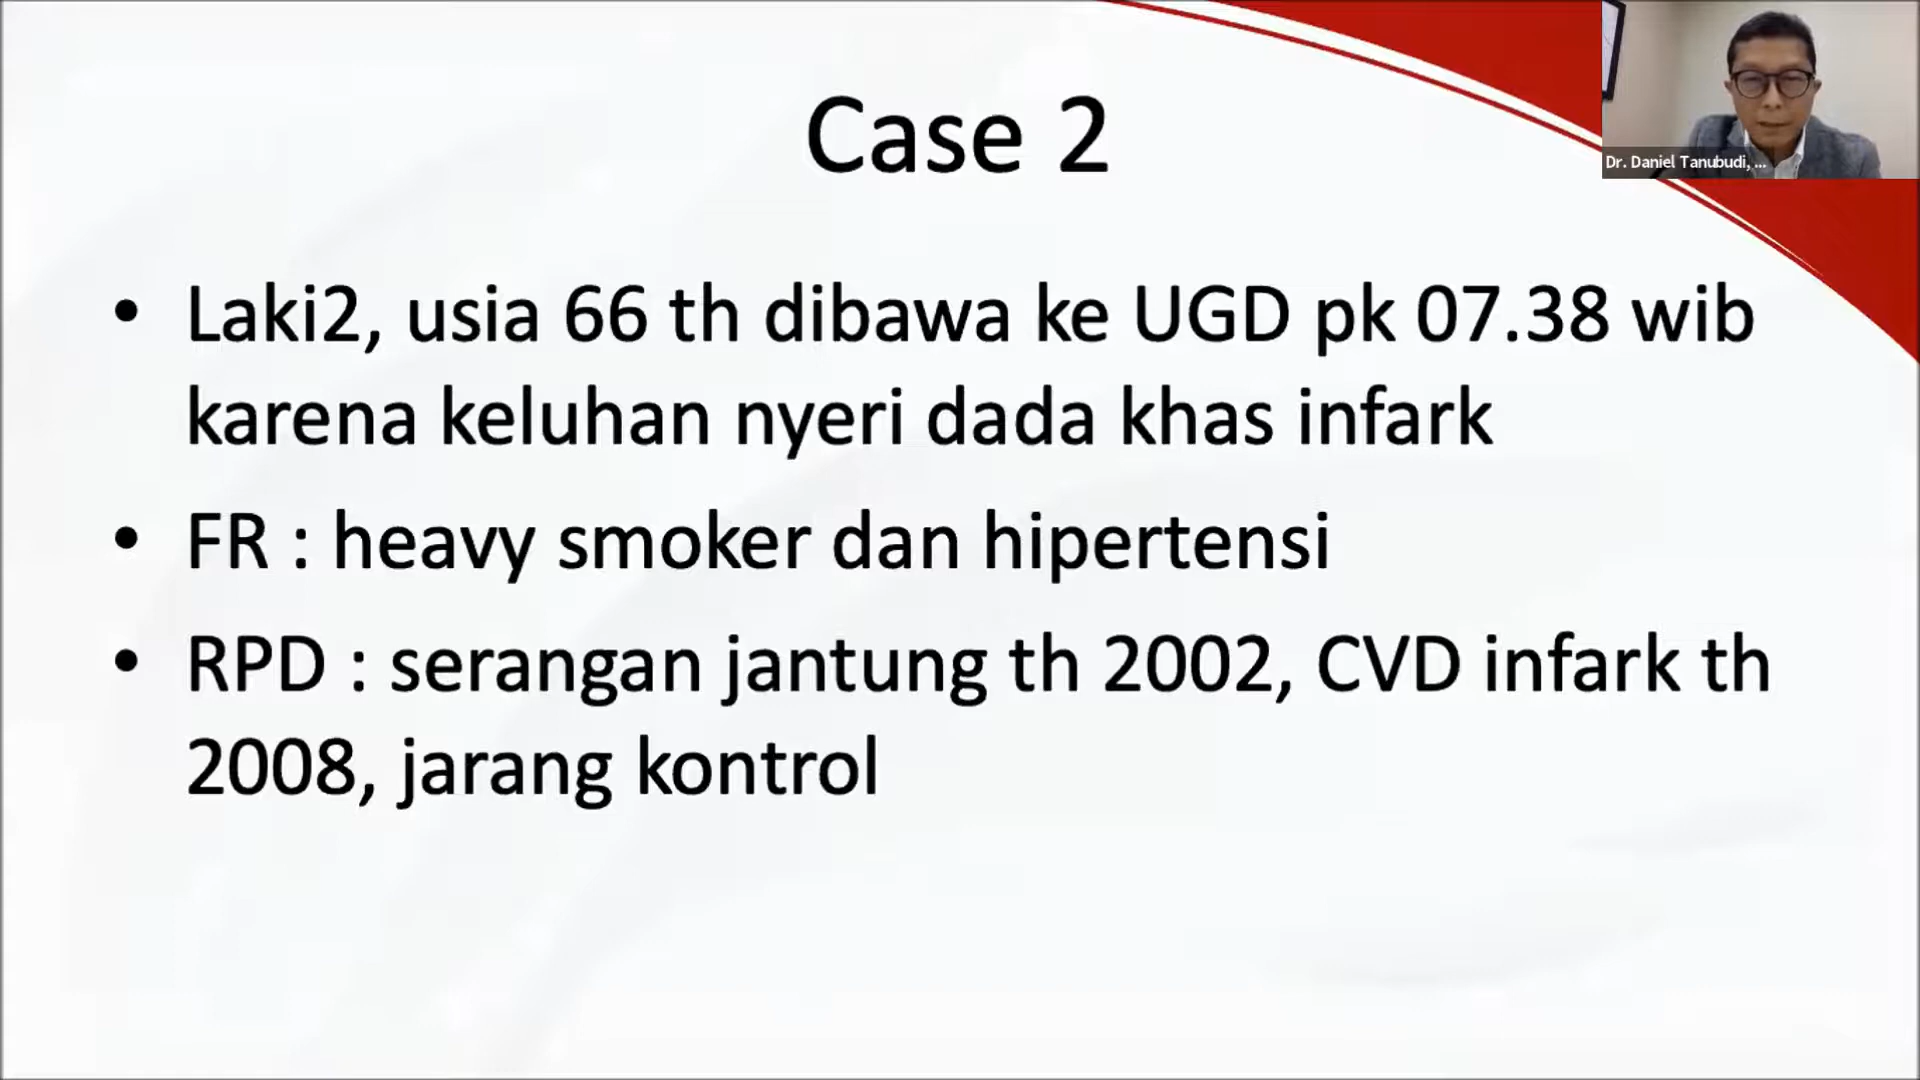 Case 2
Dr. Daniel Tanubudi, ...
• Laki2, usia 66 th dibawa ke UGD pk 07.38 wib
karena keluhan nyeri dada khas infark
• FR : heavy smoker dan hipertensi
• RPD : serangan jantung th 2002, CVD infark th
2008, jarang kontrol